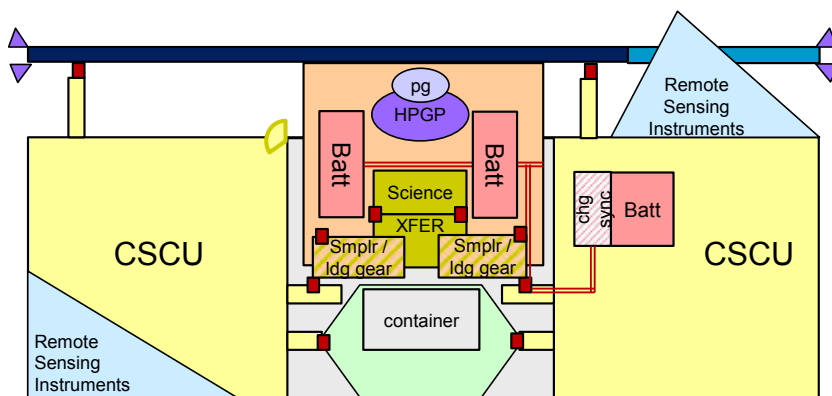 pg
HPGP
Remote
Sensing
Instruments
Batt
Batt
Science
XFER
chg
sync
Batt
CSCU
CSCU
Smplr /
ldg gear
Smplr /
ldg gear
container
Remote
Sensing
Instruments